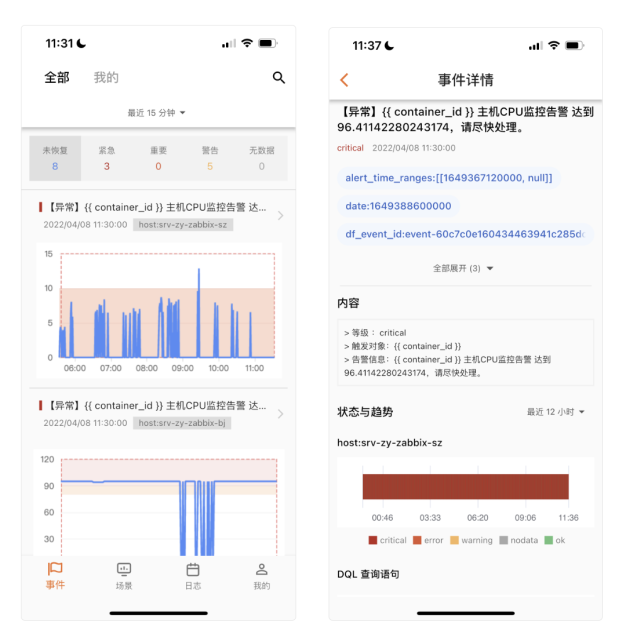 11:31
全部 我的
最近 15 分钟
未恢复 紧急 重要 警告 无数据
8 3 0 5 0
【异常】{{ container_id }} 主机CPU监控告警 达...
2022/04/08 11:30:00 host:srv-zy-zabbix-sz
15
10
5
0
06:00 07:00 08:00 09:00 10:00 11:00
【异常】{{ container_id }} 主机CPU监控告警 达...
2022/04/08 11:30:00 host:srv-zy-zabbix-bj
120
90
60
30
事件 场景 日志 我的
11:37
事件详情
【异常】{{ container_id }} 主机CPU监控告警 达到
96.41142280243174，请尽快处理。
critical 2022/04/08 11:30:00
alert_time_ranges:[[1649367120000, null]]
date:1649388600000
df_event_id:event-60c7c0e160434463941c285dc
全部展开 (3)
内容
> 等级 ：critical
> 触发对象：{{ container_id }}
> 告警信息：{{ container_id }} 主机CPU监控告警 达到
96.41142280243174，请尽快处理。
状态与趋势 最近 12 小时
host:srv-zy-zabbix-sz
00:46 03:33 06:20 09:06 11:36
critical error warning nodata ok
DQL 查询语句